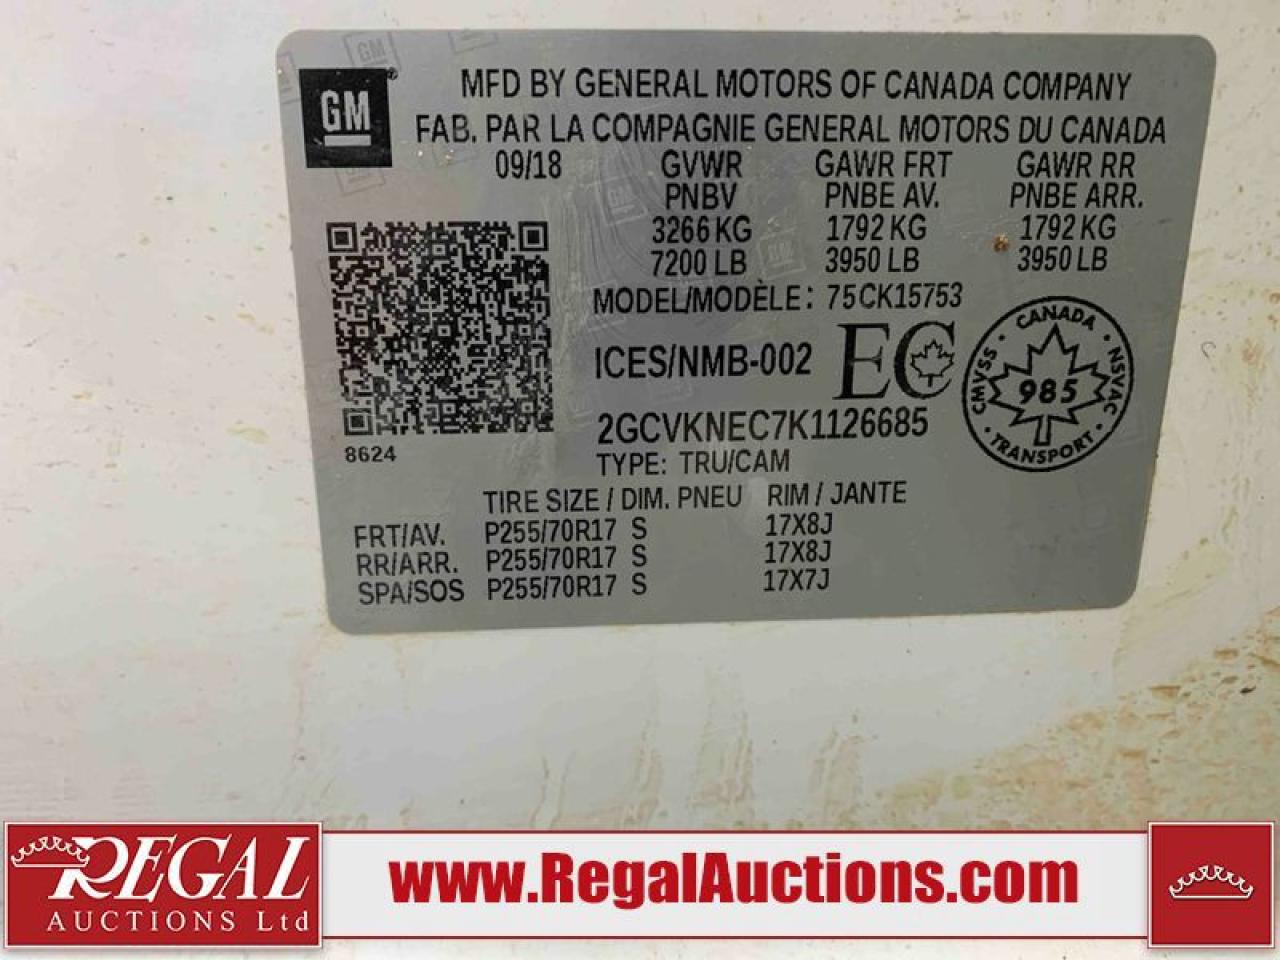 GM
MFD BY GENERAL MOTORS OF CANADA COMPANY
FAB. PAR LA COMPAGNIE GENERAL MOTORS DU CANADA
09/18 GVWR GAWR FRT GAWR RR
PNBV PNBE AV. PNBE ARR.
3266 KG 1792 KG 1792 KG
7200 LB 3950 LB 3950 LB
MODEL/MODÈLE: 75CK15753
ICES/NMB-002 EC
CANADA
CMVSS 985 NSVAC
TRANSPORT
2GCVKNEC7K1126685
8624
TYPE: TRU/CAM
TIRE SIZE / DIM. PNEU RIM / JANTE
FRT/AV. P255/70R17 S 17X8J
RR/ARR. P255/70R17 S 17X8J
SPA/SOS P255/70R17 S 17X7J
REGAL
AUCTIONS Ltd
www.RegalAuctions.com